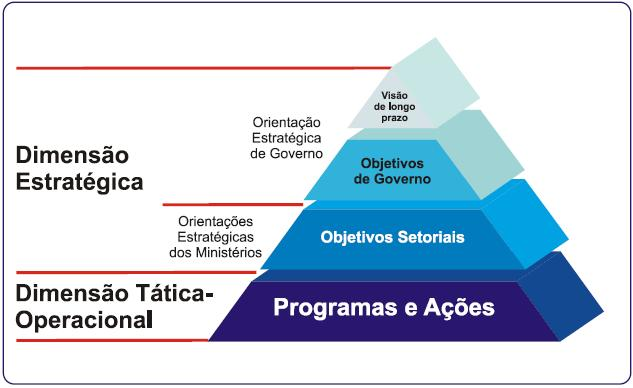 Visão
de longo
prazo
Orientação
Estratégica
de Governo
Dimensão
Estratégica
Objetivos
de Governo
Orientações
Estratégicas
dos Ministérios
Objetivos Setoriais
Dimensão Tática-
Operacional
Programas e Ações